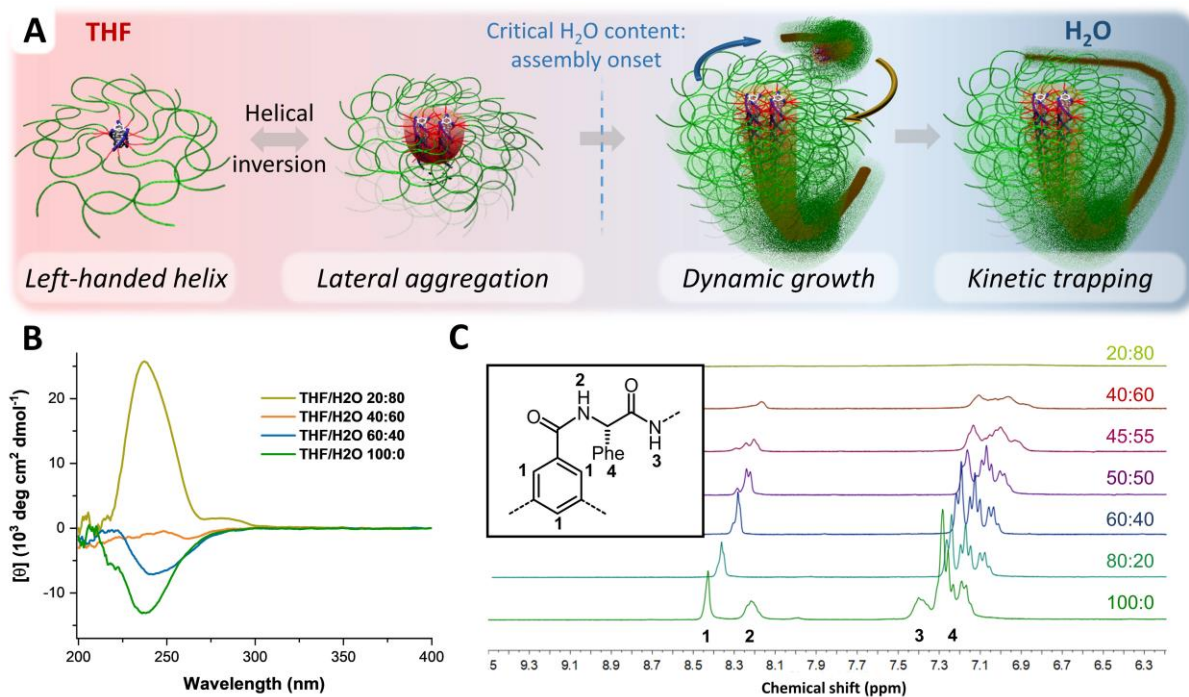 A
THF
Critical H₂O content:
assembly onset
H₂O
Helical
inversion
Left-handed helix
Lateral aggregation
Dynamic growth
Kinetic trapping
B
[θ] (10³ deg cm² dmol⁻¹)
20
10
0
-10
THF/H2O 20:80
THF/H2O 40:60
THF/H2O 60:40
THF/H2O 100:0
200 250 300 350 400
Wavelength (nm)
C
2
H
N
O
O
N
H
Phe
3
4
1
1
1
20:80
40:60
45:55
50:50
60:40
80:20
100:0
1 2 3 4
5 9.3 9.1 8.9 8.7 8.5 8.3 8.1 7.9 7.7 7.5 7.3 7.1 6.9 6.7 6.5 6.3
Chemical shift (ppm)